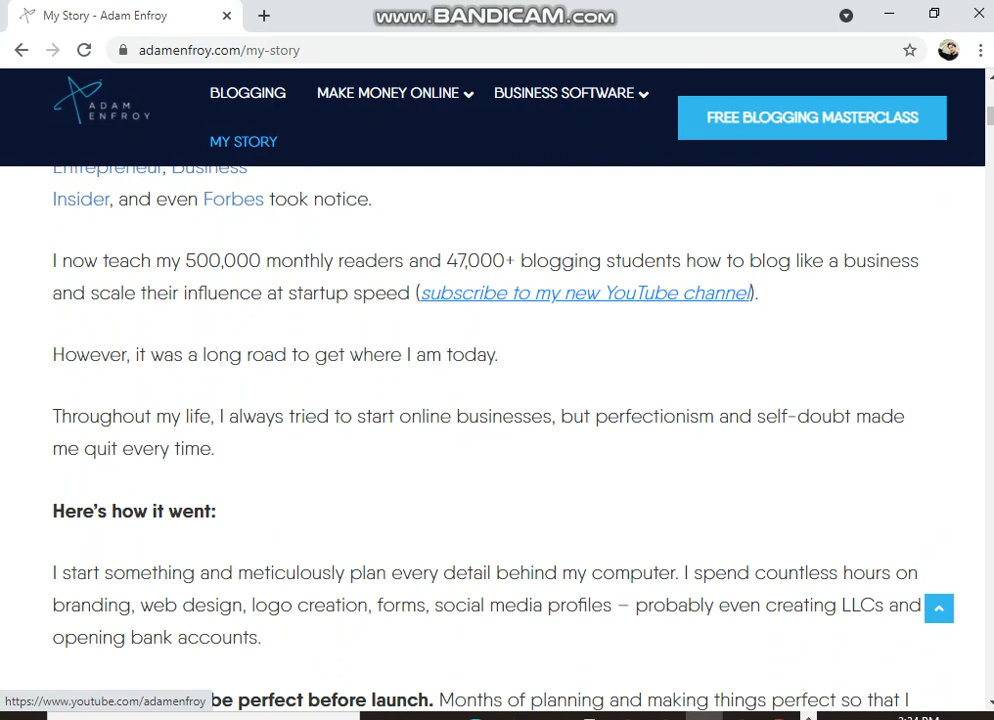 My Story - Adam Enfroy
www.BANDICAM.com
adamenfroy.com/my-story
ADAM
ENFROY
BLOGGING
MAKE MONEY ONLINE
BUSINESS SOFTWARE
MY STORY
FREE BLOGGING MASTERCLASS
Entrepreneur, Business
Insider, and even Forbes took notice.
I now teach my 500,000 monthly readers and 47,000+ blogging students how to blog like a business
and scale their influence at startup speed (subscribe to my new YouTube channel).
However, it was a long road to get where I am today.
Throughout my life, I always tried to start online businesses, but perfectionism and self-doubt made
me quit every time.
Here's how it went:
I start something and meticulously plan every detail behind my computer. I spend countless hours on
branding, web design, logo creation, forms, social media profiles – probably even creating LLCs and
opening bank accounts.
be perfect before launch. Months of planning and making things perfect so that I
https://www.youtube.com/adamenfroy